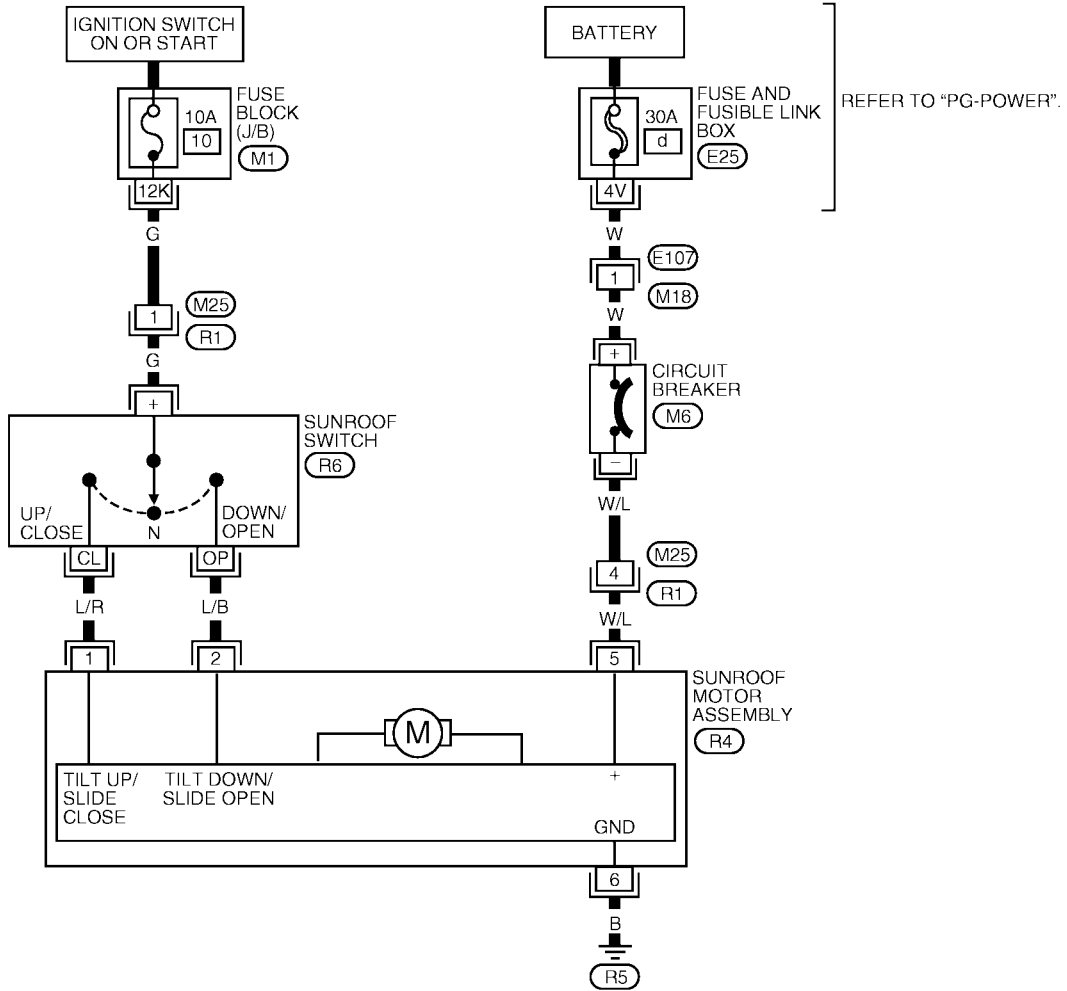 IGNITION SWITCH
ON OR START
BATTERY
10A
10
FUSE
BLOCK
(J/B)
M1
30A
d
FUSE AND
FUSIBLE LINK
BOX
E25
REFER TO “PG-POWER”.
12K
4V
G
W
1
M25
R1
1
E107
M18
G
W
+
+
CIRCUIT
BREAKER
M6
–
SUNROOF
SWITCH
R6
UP/
CLOSE
N
DOWN/
OPEN
CL
OP
W/L
4
M25
R1
L/R
L/B
W/L
1
2
5
SUNROOF
MOTOR
ASSEMBLY
R4
M
TILT UP/
SLIDE
CLOSE
TILT DOWN/
SLIDE OPEN
+
GND
6
B
R5